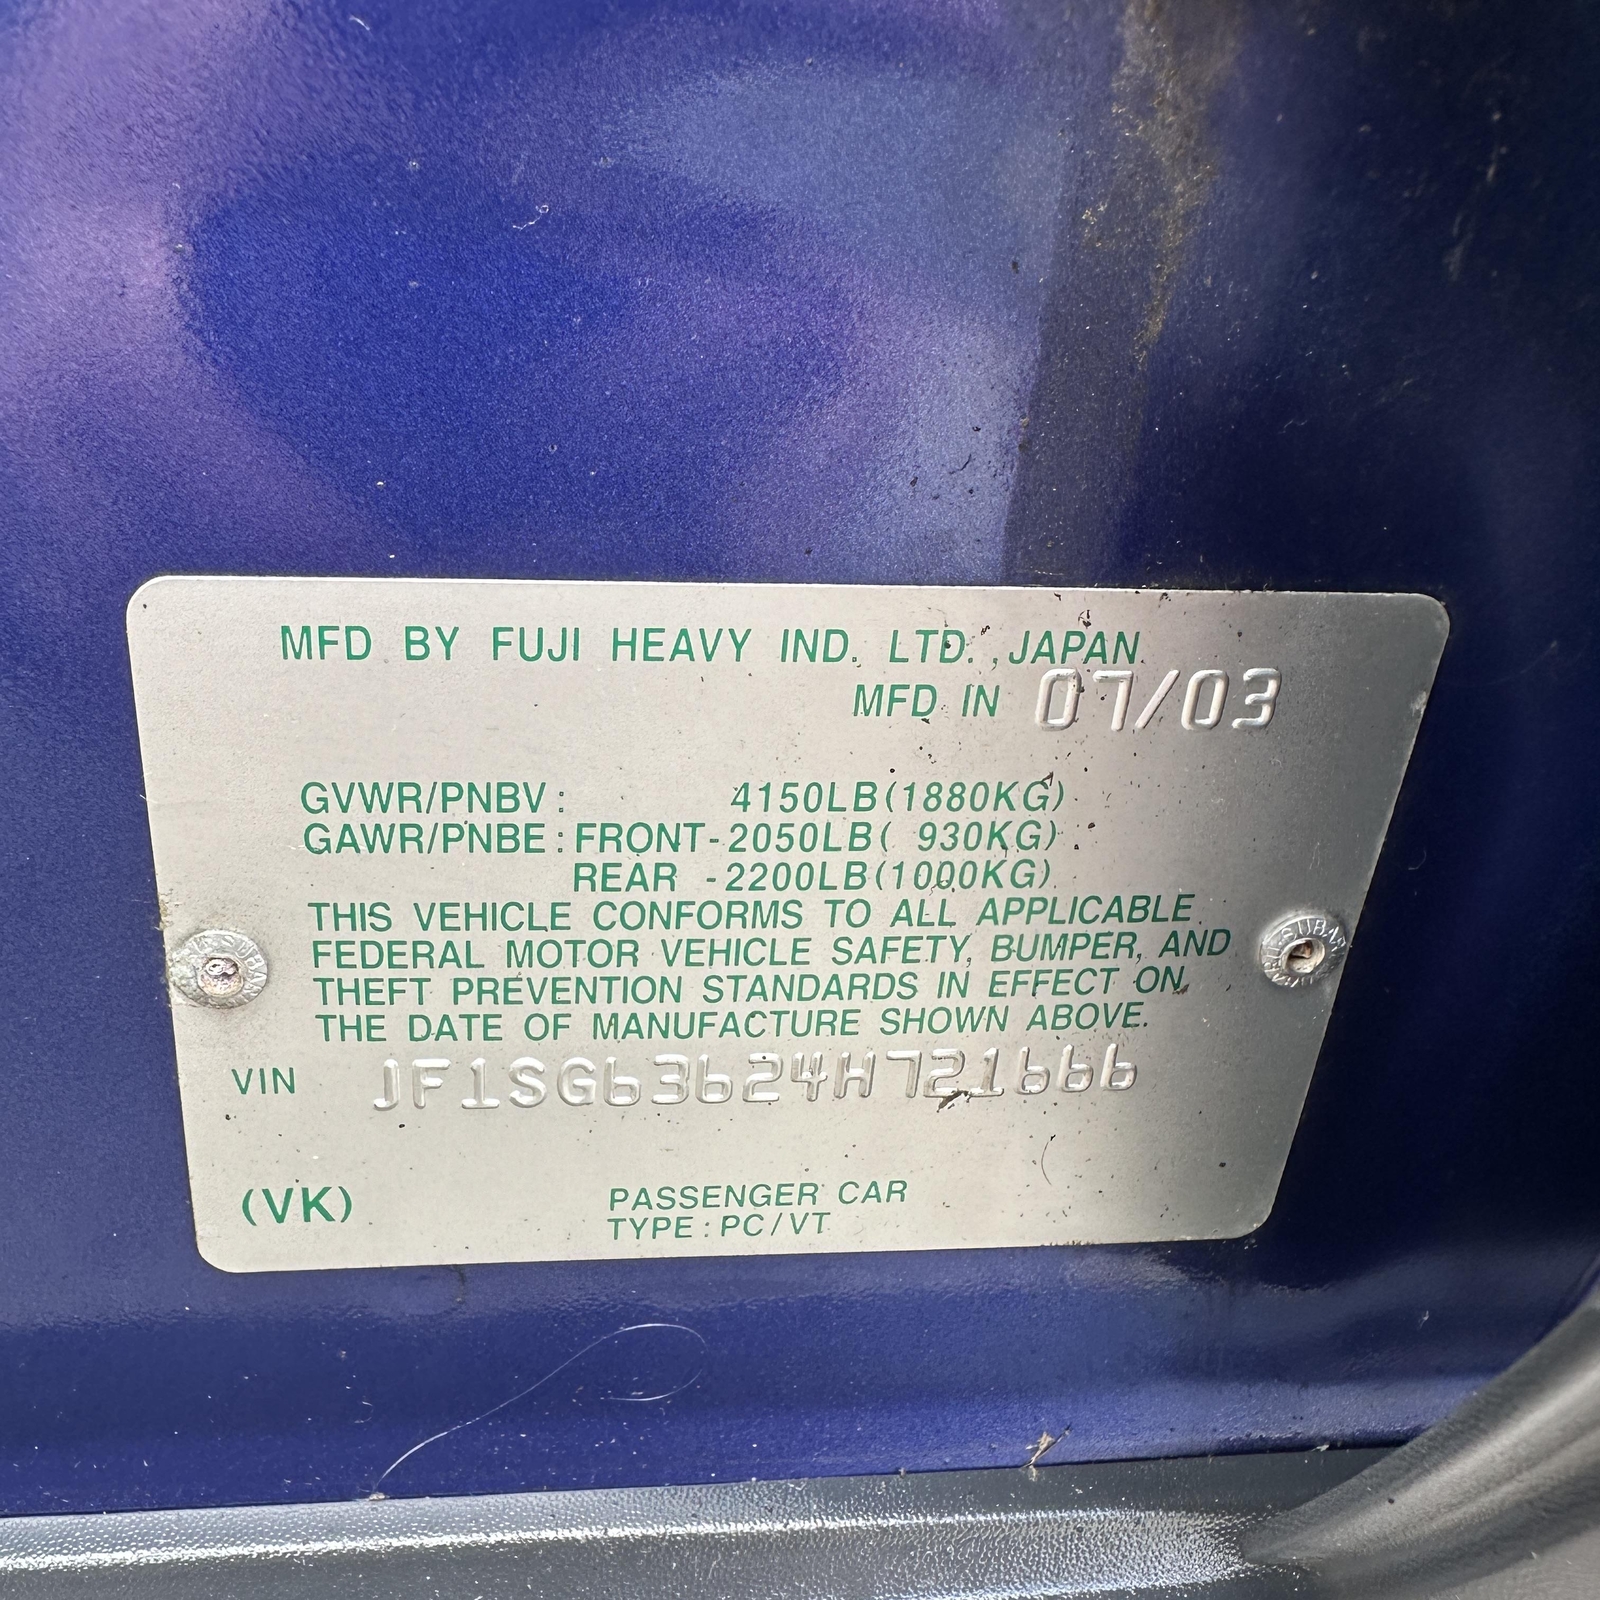 MFD BY FUJI HEAVY IND. LTD., JAPAN
MFD IN 07/03
GVWR/PNBV: 4150LB(1880KG)
GAWR/PNBE: FRONT-2050LB( 930KG)
REAR -2200LB(1000KG)
THIS VEHICLE CONFORMS TO ALL APPLICABLE
FEDERAL MOTOR VEHICLE SAFETY, BUMPER, AND
THEFT PREVENTION STANDARDS IN EFFECT ON
THE DATE OF MANUFACTURE SHOWN ABOVE.
VIN JF1SG63624H721666
(VK)
PASSENGER CAR
TYPE: PC/VT
SUBARU
SUBARU